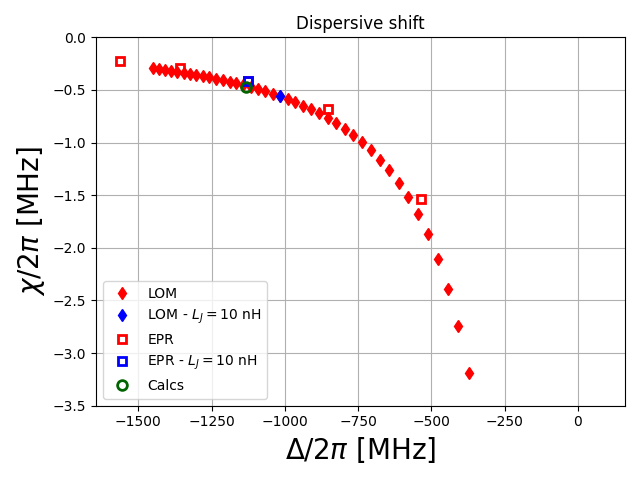 Dispersive shift
0.0
−0.5
−1.0
−1.5
−2.0
−2.5
−3.0
−3.5
χ/2π [MHz]
LOM
LOM - L_J = 10 nH
EPR
EPR - L_J = 10 nH
Calcs
−1500 −1250 −1000 −750 −500 −250 0
Δ/2π [MHz]